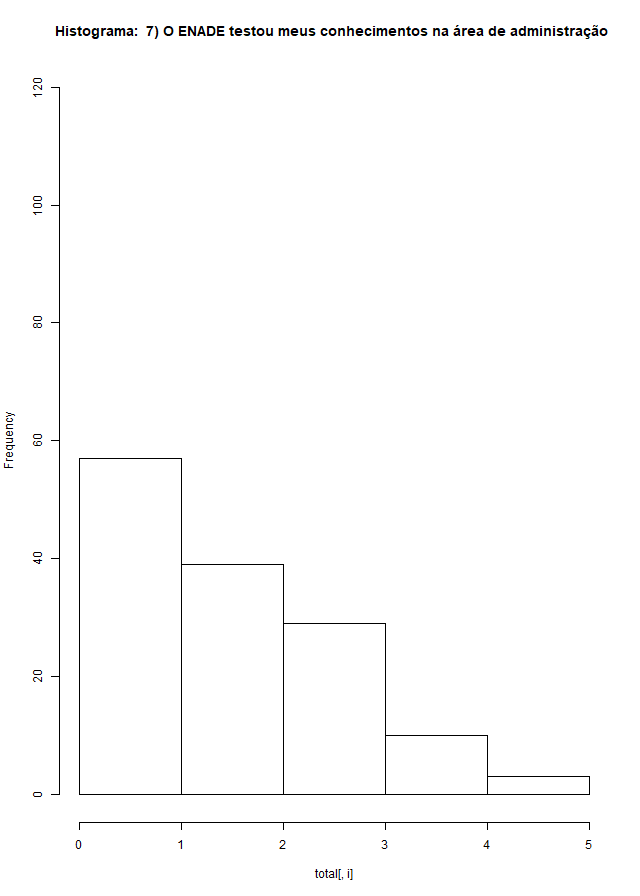 Histograma:  7) O ENADE testou meus conhecimentos na área de administração
120
100
80
60
40
20
0
Frequency
0 1 2 3 4 5
total[, i]